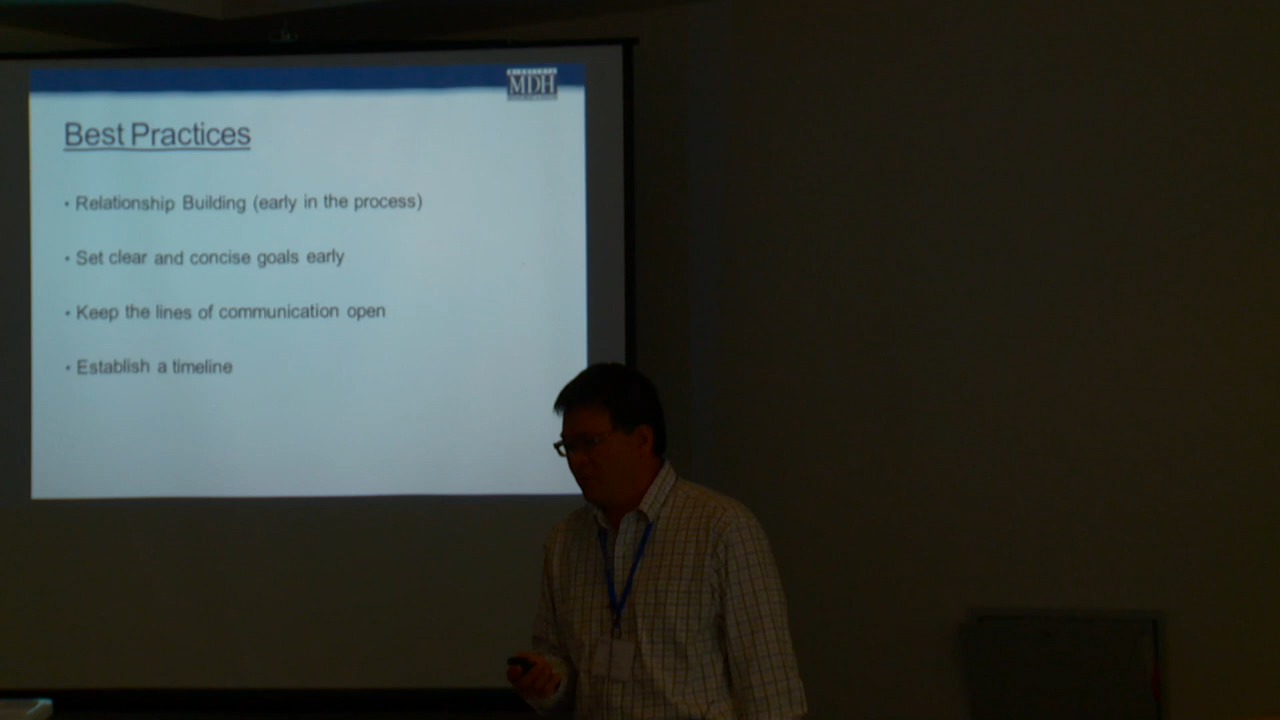 MINNESOTA
MDH
Best Practices
• Relationship Building (early in the process)
• Set clear and concise goals early
• Keep the lines of communication open
• Establish a timeline